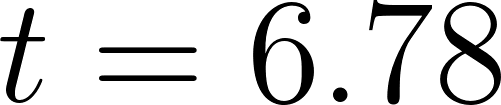 t = 6.78